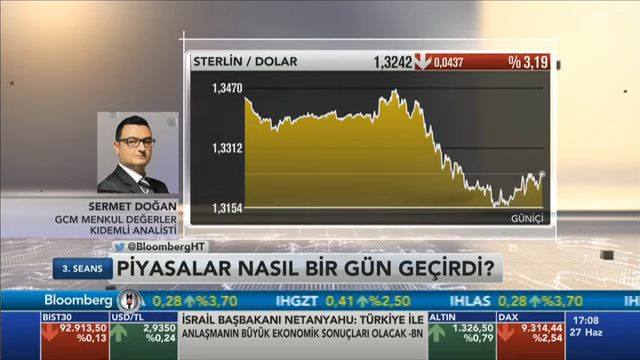 STERLİN / DOLAR 1,3242 0,0437 % 3,19
1,3470
1,3312
1,3154
GÜNİÇİ
SERMET DOĞAN
GCM MENKUL DEĞERLER
KIDEMLİ ANALİSTİ
@BloombergHT
3. SEANS
PİYASALAR NASIL BİR GÜN GEÇİRDİ?
Bloomberg HT 0,28 %3,70 IHGZT 0,41 %2,50 IHLAS 0,28 %3,70
BIST30 USD/TL ALTIN DAX
92.913,50 2,9350 1.326,50 9.314,44
%0,13 %0,24 %0,79 %2,54
İSRAİL BAŞBAKANI NETANYAHU: TÜRKİYE İLE
ANLAŞMANIN BÜYÜK EKONOMİK SONUÇLARI OLACAK -BN
17:08
27 Haz